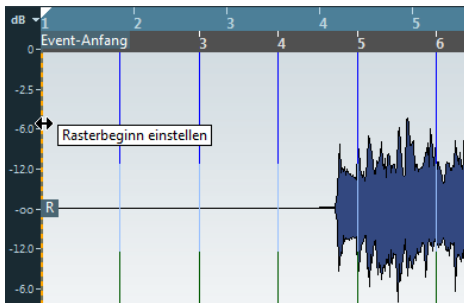 dB 1 2 3 4 5
Event-Anfang 3 4 5 6
0
-2.5
-6.0
Rasterbeginn einstellen
-12.0
-oo R
-12.0
-6.0